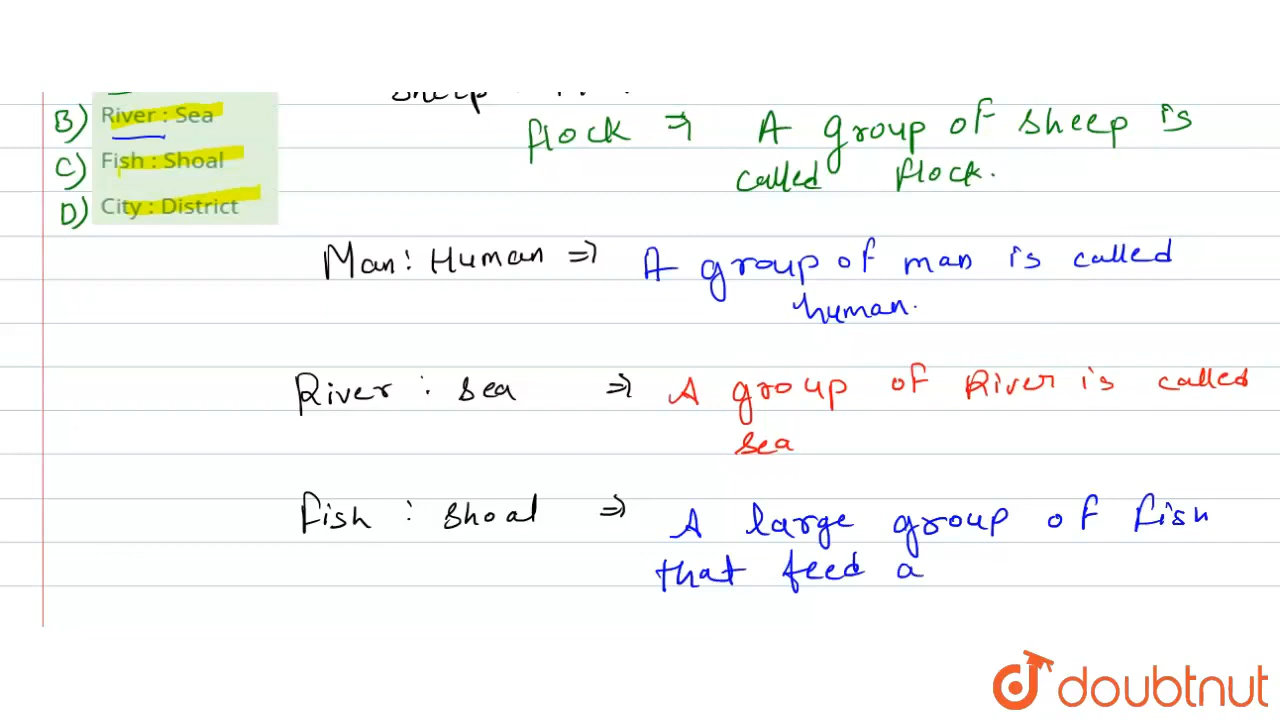 sheep
B) River : Sea
flock ⇒ A group of sheep is
called flock.
C) Fish : Shoal
D) City : District
Man : Human ⇒ A group of man is called
human.
River : sea ⇒ A group of River is called
sea
Fish : shoal ⇒ A large group of fish
that feed a
doubtnut